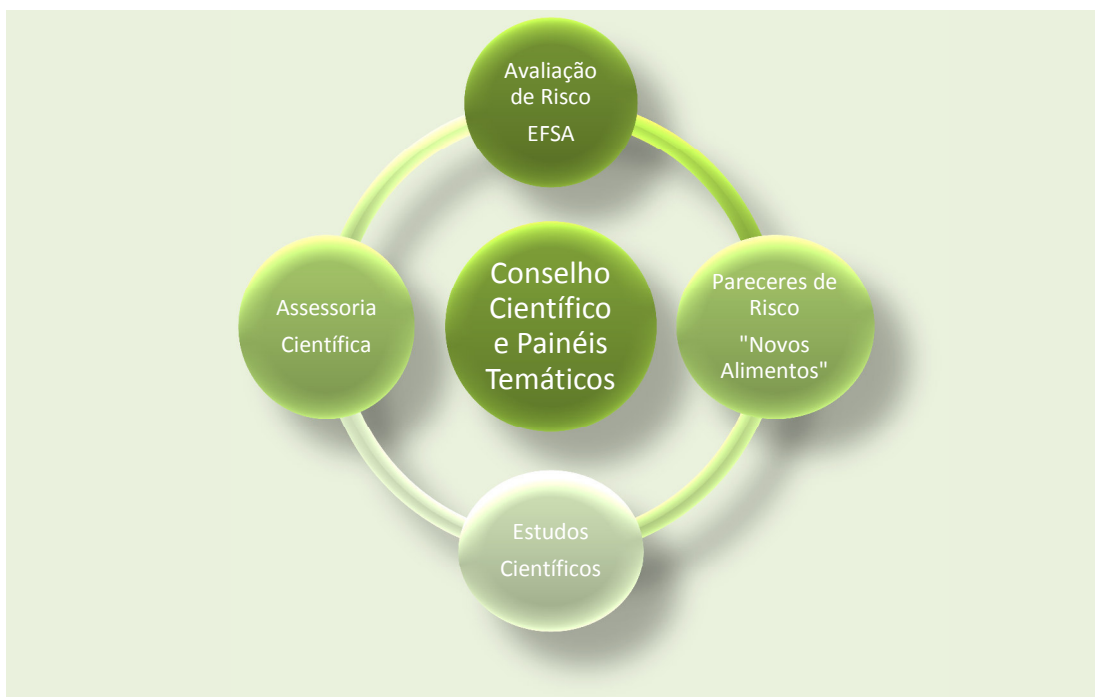 Avaliação
de Risco
EFSA
Assessoria
Científica
Conselho
Científico
e Painéis
Temáticos
Pareceres de
Risco
"Novos
Alimentos"
Estudos
Científicos